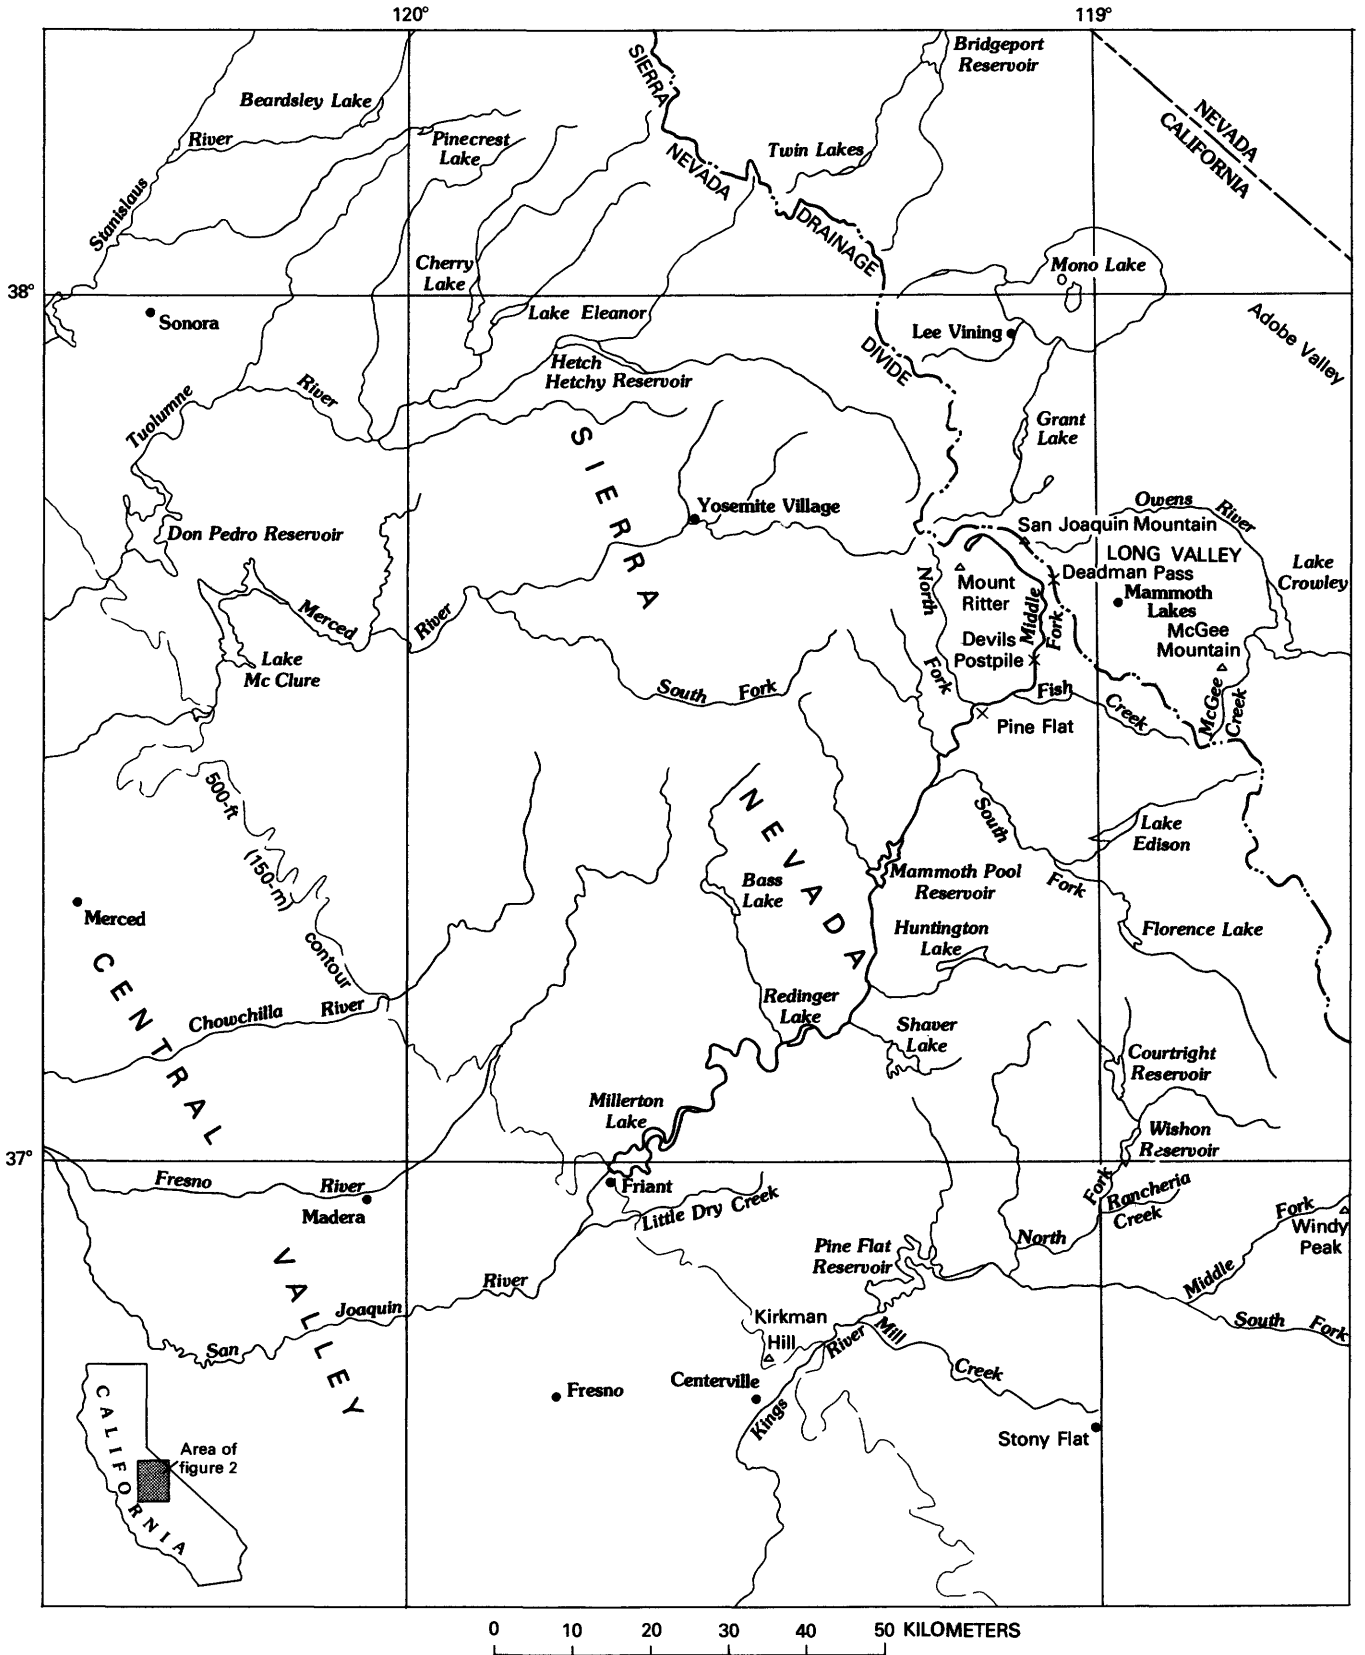 120°
119°
Bridgeport
Reservoir
SIERRA
NEVADA
DRAINAGE
DIVIDE
NEVADA
CALIFORNIA
Beardsley Lake
River
Stanislaus
Pinecrest
Lake
Twin Lakes
Cherry
Lake
Mono Lake
38°
Sonora
Lake Eleanor
Lee Vining
Adobe Valley
Hetch
Hetchy Reservoir
Tuolumne
River
Grant
Lake
SIERRA
Yosemite Village
Owens
River
San Joaquin Mountain
Don Pedro Reservoir
LONG VALLEY
Lake
Crowley
Deadman Pass
North
Fork
Mount
Ritter
Middle
Fork
Mammoth
Lakes
Merced
River
McGee
Mountain
Devils
Postpile
Lake
Mc Clure
South Fork
Fish
Creek
McGee
Creek
Pine Flat
500-ft
(150-m)
contour
NEVADA
South
Fork
Lake
Edison
Bass
Lake
Mammoth Pool
Reservoir
Merced
Huntington
Lake
Florence Lake
CENTRAL
Chowchilla River
Redinger
Lake
Shaver
Lake
Courtright
Reservoir
Millerton
Lake
Wishon
Reservoir
37°
Fresno River
Madera
Friant
Little Dry Creek
Fork
Rancheria
Creek
North
Fork
Windy
Peak
Pine Flat
Reservoir
Middle
VALLEY
River
Joaquin
San
Kirkman
Hill
River
Mill
Creek
South Fork
Fresno
Centerville
Kings
Stony Flat
CALIFORNIA
Area of
figure 2
0 10 20 30 40 50 KILOMETERS